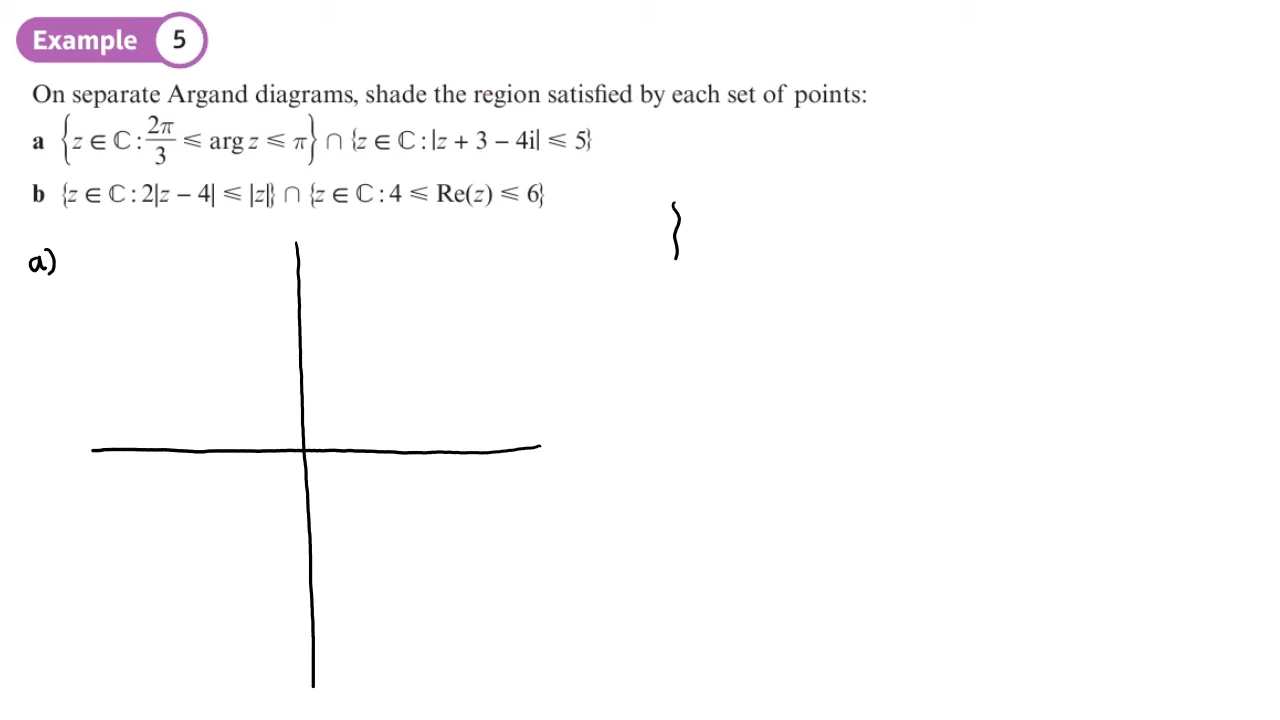 Example 5
On separate Argand diagrams, shade the region satisfied by each set of points:
a {z ∈ ℂ : 2π/3 ⩽ arg z ⩽ π} ∩ {z ∈ ℂ : |z + 3 − 4i| ⩽ 5}
b {z ∈ ℂ : 2|z − 4| ⩽ |z|} ∩ {z ∈ ℂ : 4 ⩽ Re(z) ⩽ 6}
a)